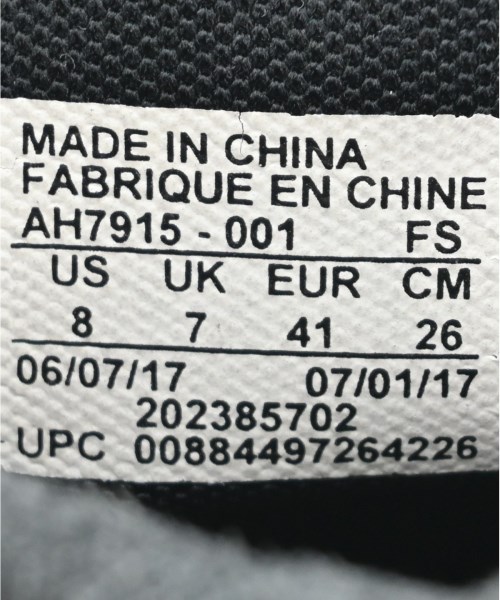 MADE IN CHINA
FABRIQUE EN CHINE
AH7915 - 001 FS
US UK EUR CM
8 7 41 26
06/07/17 07/01/17
202385702
UPC 00884497264226